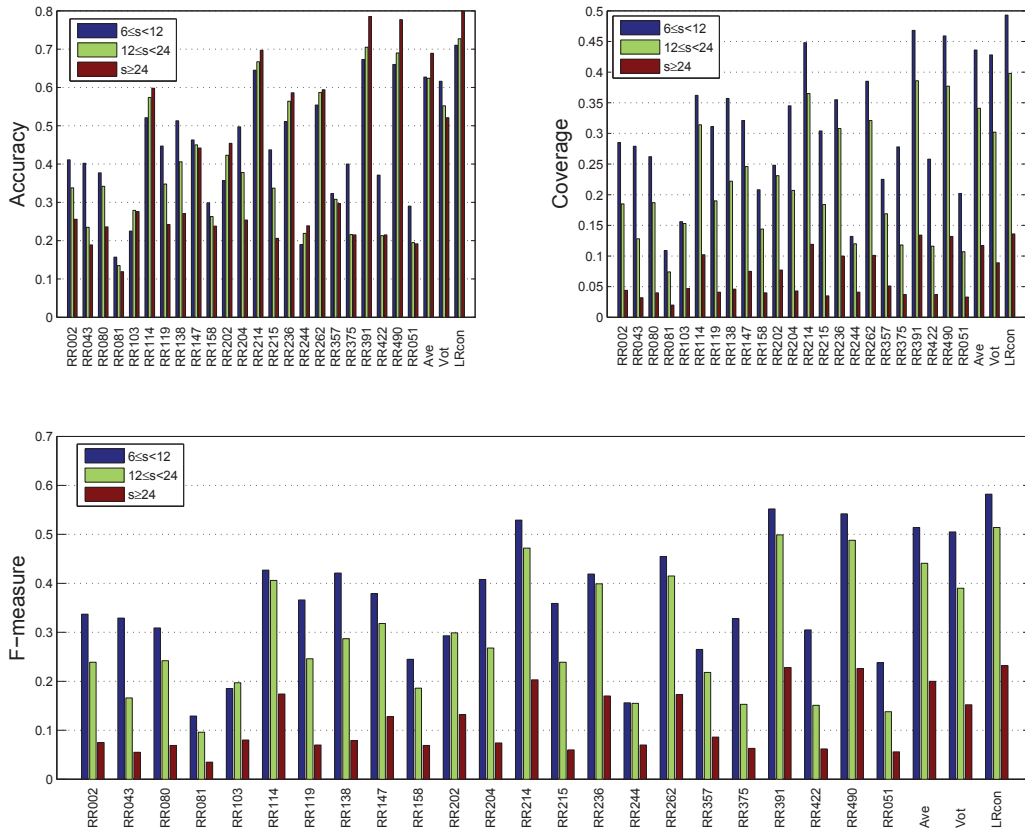 0.8
0.7
0.6
0.5
0.4
0.3
0.2
0.1
0
Accuracy
6≤s<12
12≤s<24
s≥24
RR002
RR043
RR080
RR081
RR103
RR114
RR119
RR138
RR147
RR158
RR202
RR204
RR214
RR215
RR236
RR244
RR262
RR357
RR375
RR391
RR422
RR490
RR051
Ave
Vot
LRcon
0.5
0.45
0.4
0.35
0.3
0.25
0.2
0.15
0.1
0.05
0
Coverage
6≤s<12
12≤s<24
s≥24
RR002
RR043
RR080
RR081
RR103
RR114
RR119
RR138
RR147
RR158
RR202
RR204
RR214
RR215
RR236
RR244
RR262
RR357
RR375
RR391
RR422
RR490
RR051
Ave
Vot
LRcon
0.7
0.6
0.5
0.4
0.3
0.2
0.1
0
F−measure
6≤s<12
12≤s<24
s≥24
RR002
RR043
RR080
RR081
RR103
RR114
RR119
RR138
RR147
RR158
RR202
RR204
RR214
RR215
RR236
RR244
RR262
RR357
RR375
RR391
RR422
RR490
RR051
Ave
Vot
LRcon